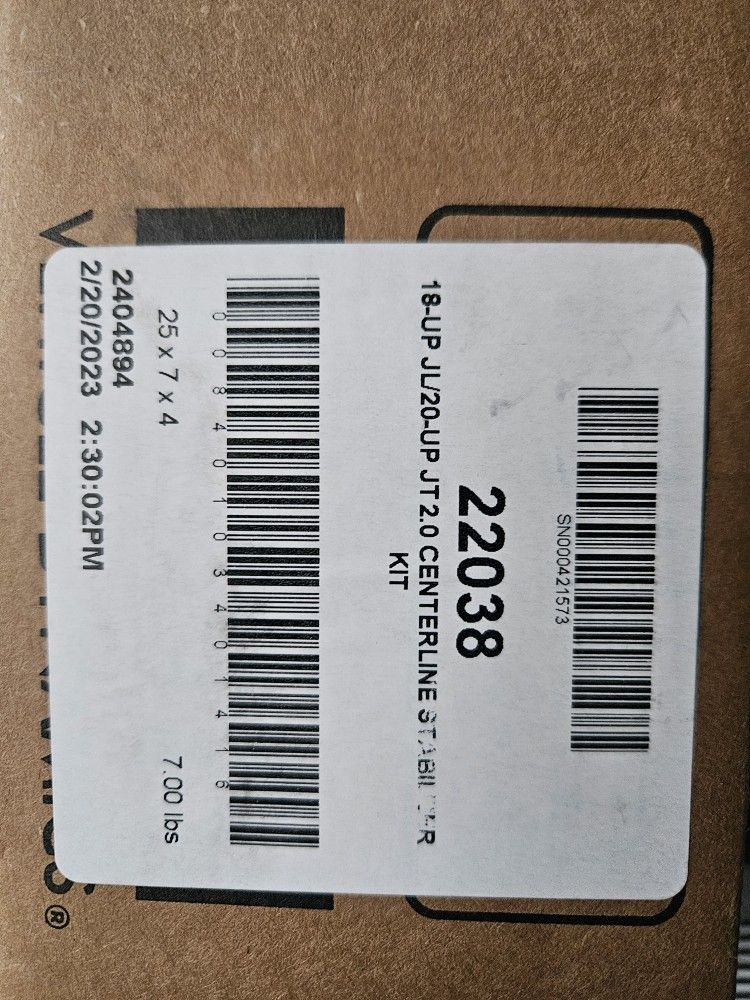 SN000421573
22038
18-UP JL/20-UP JT 2.0 CENTERLINE STABILIZER
KIT
0 0 8 4 0 1 0 3 4 0 1 4 1 6
25 x 7 x 4 7.00 lbs
2404894
2/20/2023 2:30:02PM
®